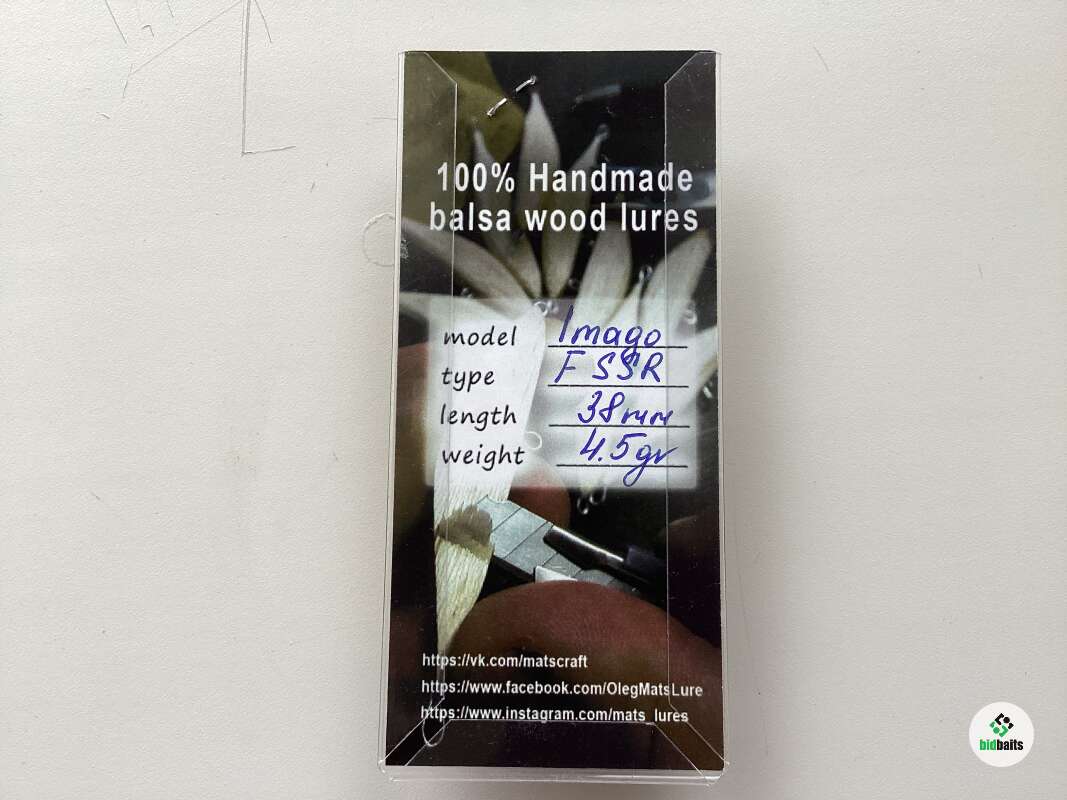 100% Handmade
balsa wood lures
model Imago
type F SSR
length 38mm
weight 4.5gr
https://vk.com/matscraft
https://www.facebook.com/OlegMatsLure
https://www.instagram.com/mats_lures
bidbaits